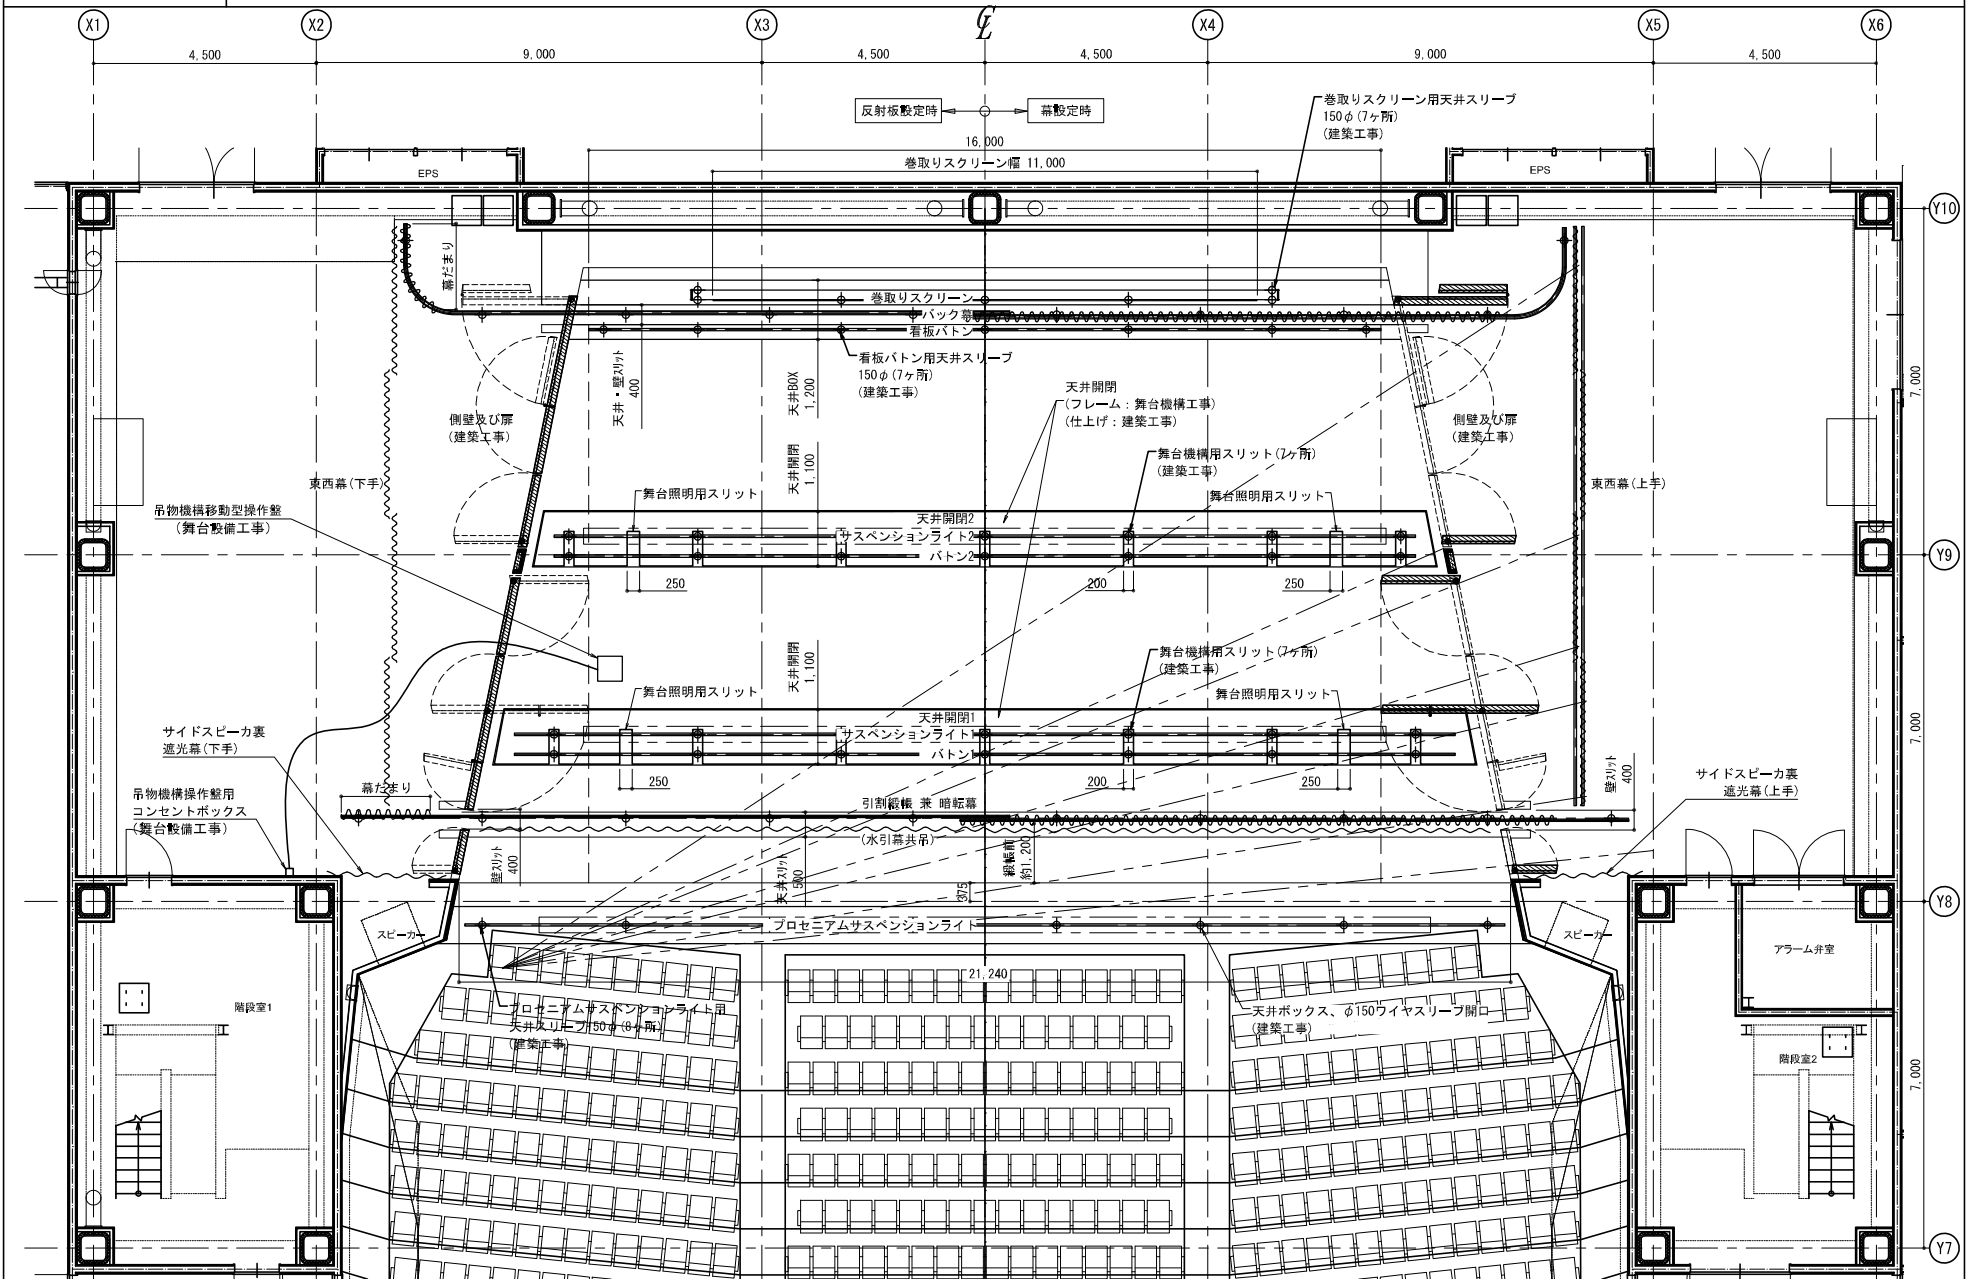 X1
X2
X3
℄
X4
X5
X6
4,500
9,000
4,500
4,500
9,000
4,500
反射板設定時
幕設定時
巻取りスクリーン用天井スリーブ
150φ(7ヶ所)
(建築工事)
16,000
巻取りスクリーン幅 11,000
EPS
EPS
Y10
幕だまり
巻取りスクリーン
バック幕
看板バトン
看板バトン用天井スリーブ
150φ(7ヶ所)
(建築工事)
天井・壁スリット
400
天井BOX
1,200
天井開閉
(フレーム：舞台機構工事)
(仕上げ：建築工事)
7,000
側壁及び扉
(建築工事)
側壁及び扉
(建築工事)
天井開閉
1,100
舞台機構用スリット(7ヶ所)
(建築工事)
東西幕(下手)
東西幕(上手)
舞台照明用スリット
舞台照明用スリット
吊物機構移動型操作盤
(舞台設備工事)
天井開閉2
サスペンションライト2
バトン2
Y9
250
200
250
天井開閉
1,100
舞台機構用スリット(7ヶ所)
(建築工事)
舞台照明用スリット
舞台照明用スリット
天井開閉1
サスペンションライト1
バトン1
サイドスピーカ裏
遮光幕(下手)
7,000
250
200
250
壁スリット
400
サイドスピーカ裏
遮光幕(上手)
幕だまり
吊物機構操作盤用
コンセントボックス
(舞台設備工事)
引割緞帳 兼 暗転幕
(水引幕共吊)
壁スリット
400
天井スリット
500
緞帳前
約1,200
375
Y8
プロセニアムサスペンションライト
スピーカー
スピーカー
アラーム弁室
21,240
階段室1
プロセニアムサスペンションライト用
天井スリーブ150φ(8ヶ所)
(建築工事)
天井ボックス、φ150ワイヤスリーブ開口
(建築工事)
階段室2
7,000
Y7